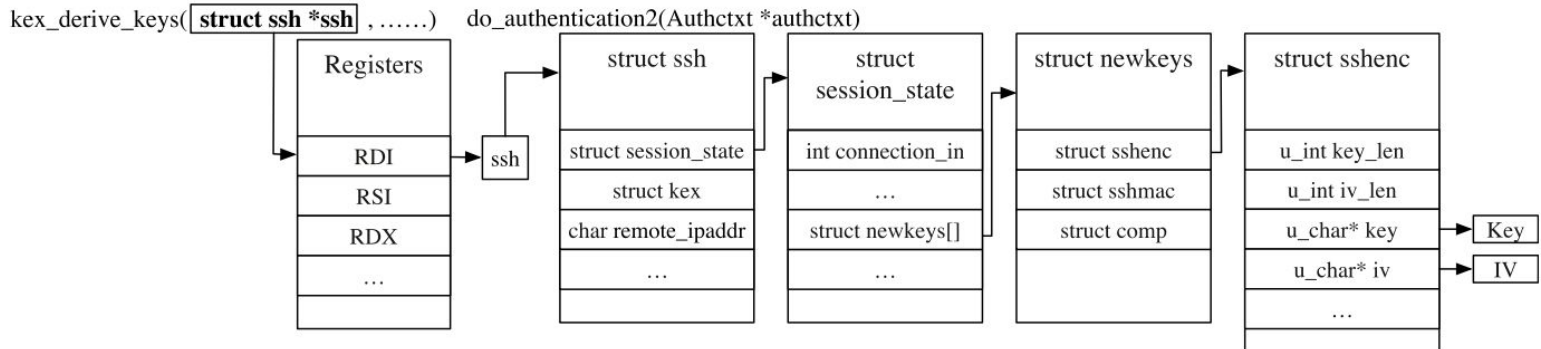 kex_derive_keys( struct ssh *ssh , ……) do_authentication2(Authctxt *authctxt)
Registers
RDI
RSI
RDX
…
ssh
struct ssh
struct session_state
struct kex
char remote_ipaddr
…
struct
session_state
int connection_in
…
struct newkeys[]
…
struct newkeys
struct sshenc
struct sshmac
struct comp
struct sshenc
u_int key_len
u_int iv_len
u_char* key
u_char* iv
…
Key
IV